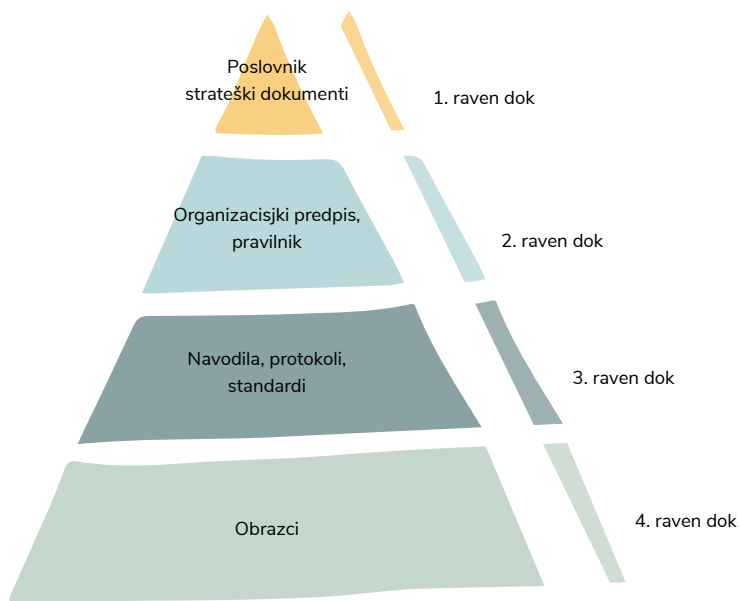 Poslovnik
strateški dokumenti
1. raven dok
Organizacisjki predpis,
pravilnik
2. raven dok
Navodila, protokoli,
standardi
3. raven dok
Obrazci
4. raven dok